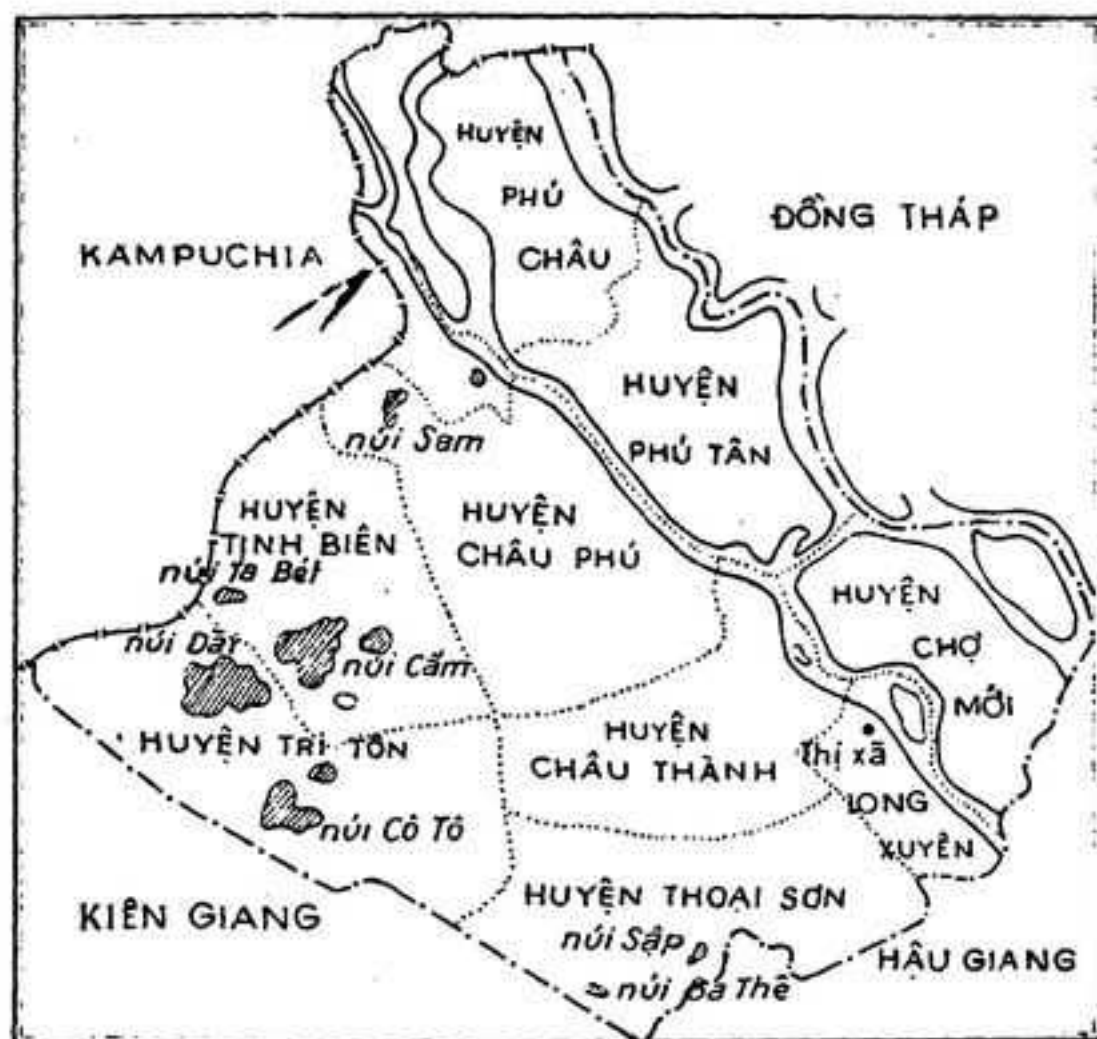 HUYỆN
PHÚ
CHÂU
ĐỒNG THÁP
KAMPUCHIA
HUYỆN
PHÚ TÂN
núi Sam
HUYỆN
TỊNH BIÊN
HUYỆN
CHÂU PHÚ
núi Tà Bét
núi Dài
núi Cấm
HUYỆN
CHỢ
MỚI
HUYỆN TRI TÔN
HUYỆN
CHÂU THÀNH
Thị xã
LONG
XUYÊN
núi Cô Tô
KIÊN GIANG
HUYỆN THOẠI SƠN
núi Sập
núi Ba Thê
HẬU GIANG